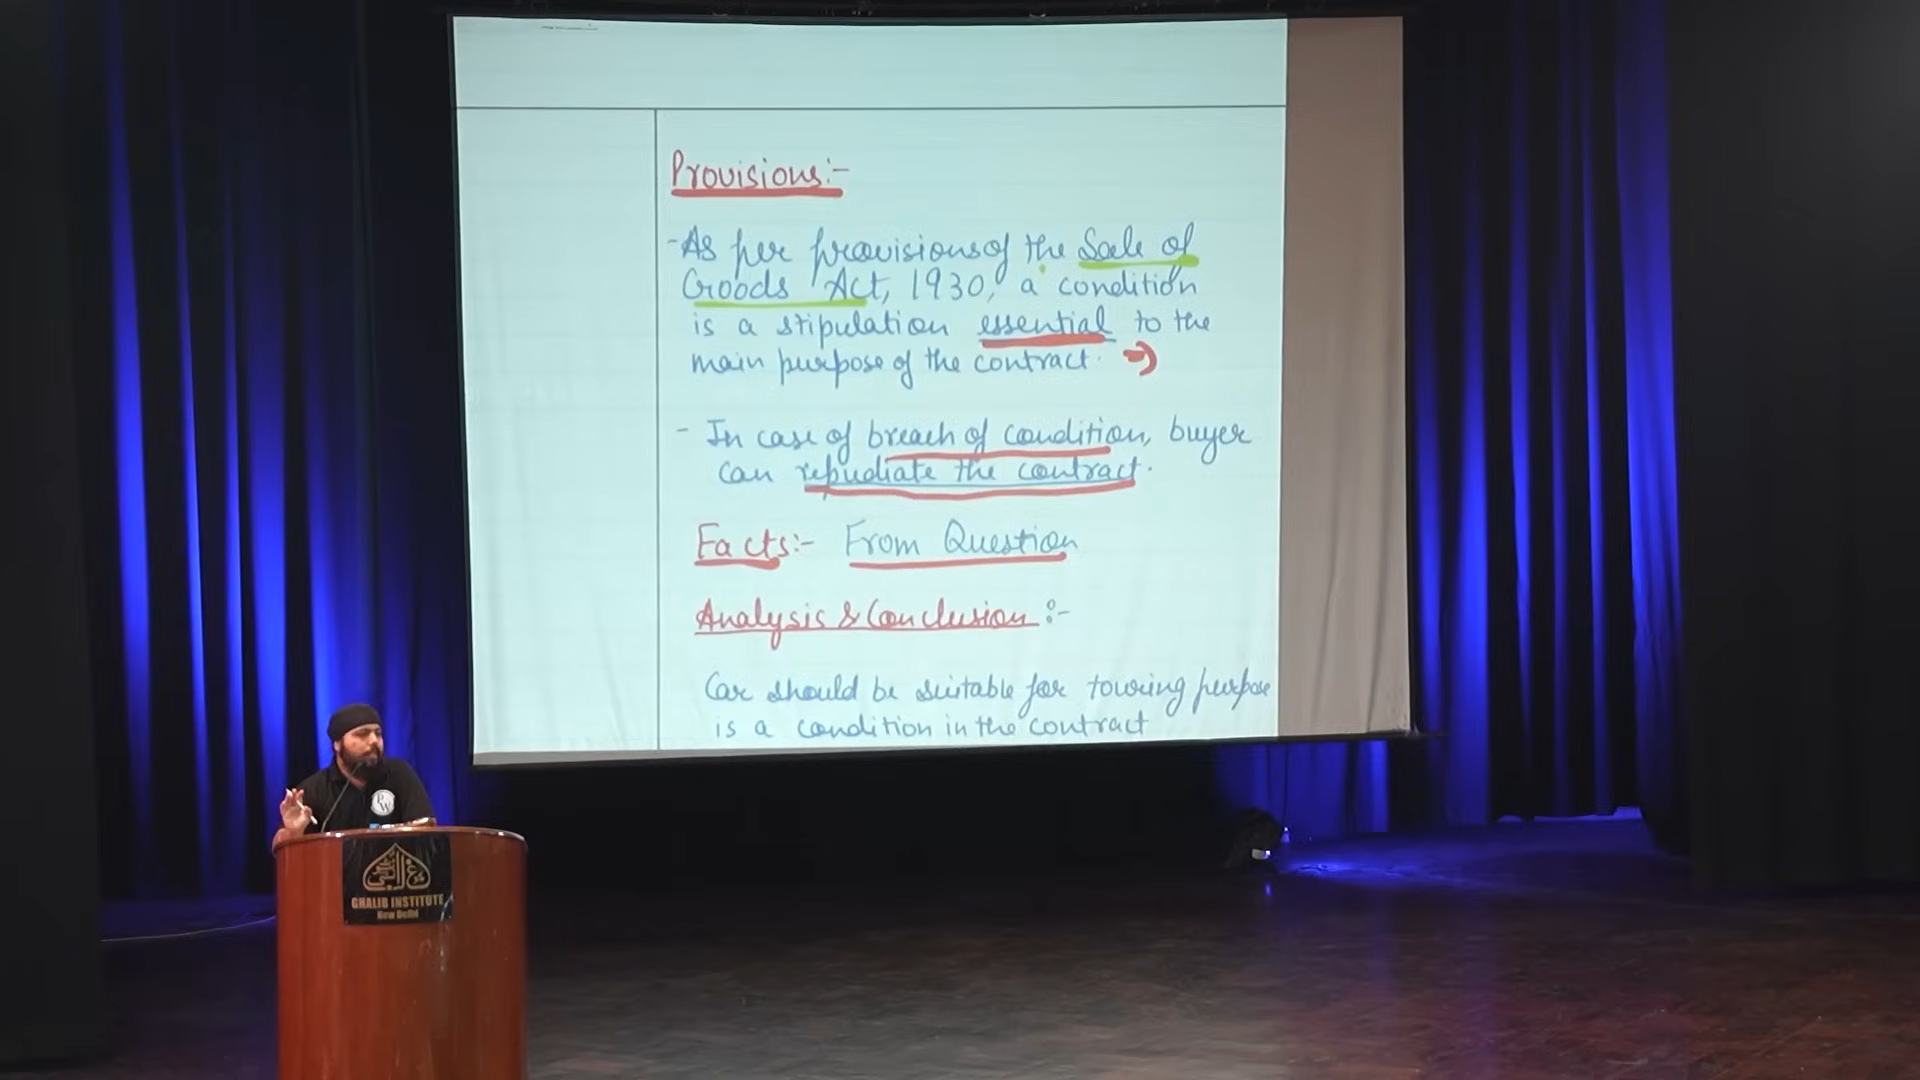 Provisions:-
- As per provisions of the Sale of
Goods Act, 1930, a condition
is a stipulation essential to the
main purpose of the contract.
- In case of breach of condition, buyer
can repudiate the contract.
Facts:- From Question
Analysis & Conclusion :-
Car should be suitable for towing purpose
is a condition in the contract
PW
GHALIB INSTITUTE
New Delhi